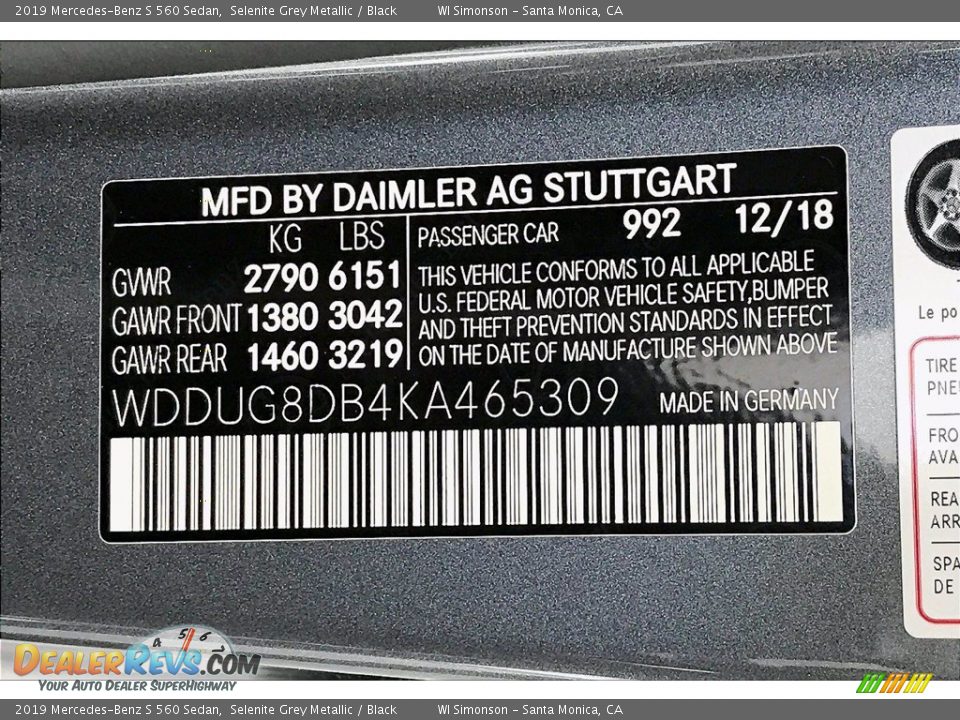 2019 Mercedes-Benz S 560 Sedan, Selenite Grey Metallic / Black WI Simonson - Santa Monica, CA
MFD BY DAIMLER AG STUTTGART
KG LBS
GVWR 2790 6151
GAWR FRONT 1380 3042
GAWR REAR 1460 3219
PASSENGER CAR 992 12/18
THIS VEHICLE CONFORMS TO ALL APPLICABLE
U.S. FEDERAL MOTOR VEHICLE SAFETY,BUMPER
AND THEFT PREVENTION STANDARDS IN EFFECT
ON THE DATE OF MANUFACTURE SHOWN ABOVE
WDDUG8DB4KA465309 MADE IN GERMANY
Le po
TIRE
PNE
FRO
AVA
REA
ARR
SPA
DE
4 5 6 7
DEALERREVS.COM
YOUR AUTO DEALER SUPERHIGHWAY
2019 Mercedes-Benz S 560 Sedan, Selenite Grey Metallic / Black WI Simonson - Santa Monica, CA